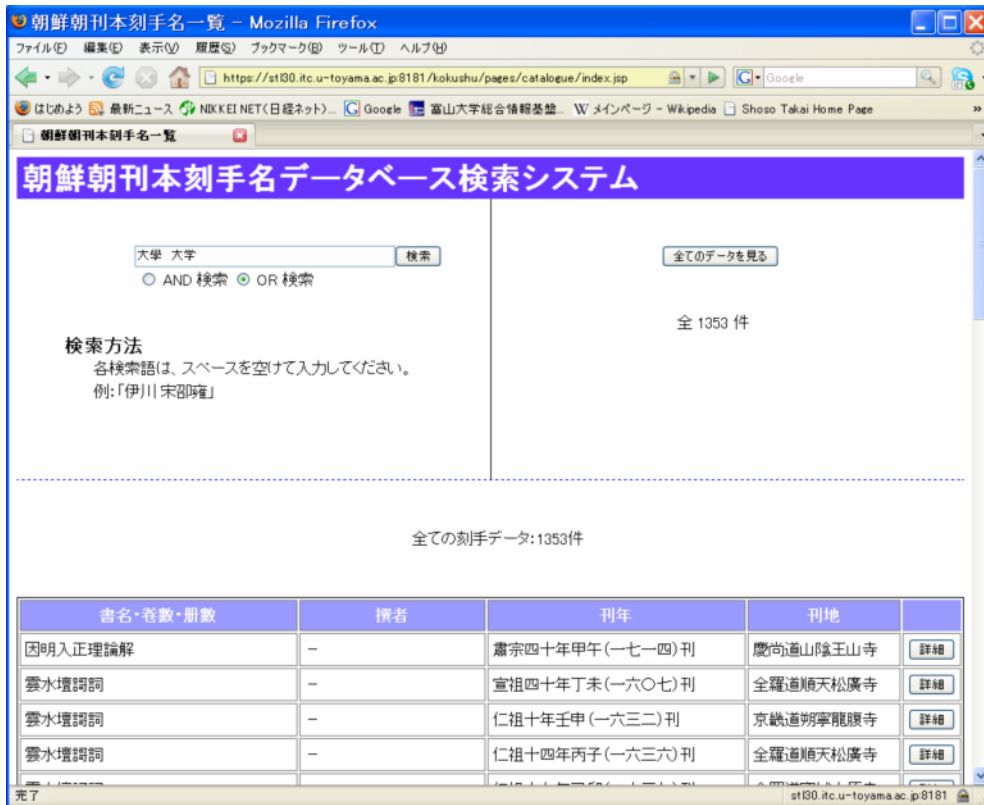 朝鮮朝刊本刻手名一覧 - Mozilla Firefox
ファイル(F) 編集(E) 表示(V) 履歴(S) ブックマーク(B) ツール(T) ヘルプ(H)
https://stl30.itc.u-toyama.ac.jp:8181/kokushu/pages/catalogue/index.jsp
Google
はじめよう 最新ニュース NIKKEI NET(日経ネット)... Google 富山大学総合情報基盤... メインページ - Wikipedia Shoso Takai Home Page »
朝鮮朝刊本刻手名一覧
朝鮮朝刊本刻手名データベース検索システム
大學 大学 検索
AND 検索 OR 検索
検索方法
各検索語は、スペースを空けて入力してください。
例:「伊川 宋邵雍」
全てのデータを見る
全 1353 件
全ての刻手データ:1353件
書名・巻數・册數 撰者 刊年 刊地
因明入正理論解 - 肅宗四十年甲午(一七一四)刊 慶尚道山陰王山寺 詳細
雲水壇謌詞 - 宣祖四十年丁未(一六〇七)刊 全羅道順天松廣寺 詳細
雲水壇謌詞 - 仁祖十年壬申(一六三二)刊 京畿道朔寧龍腹寺 詳細
雲水壇謌詞 - 仁祖十四年丙子(一六三六)刊 全羅道順天松廣寺 詳細
完了
stl30.itc.u-toyama.ac.jp:8181